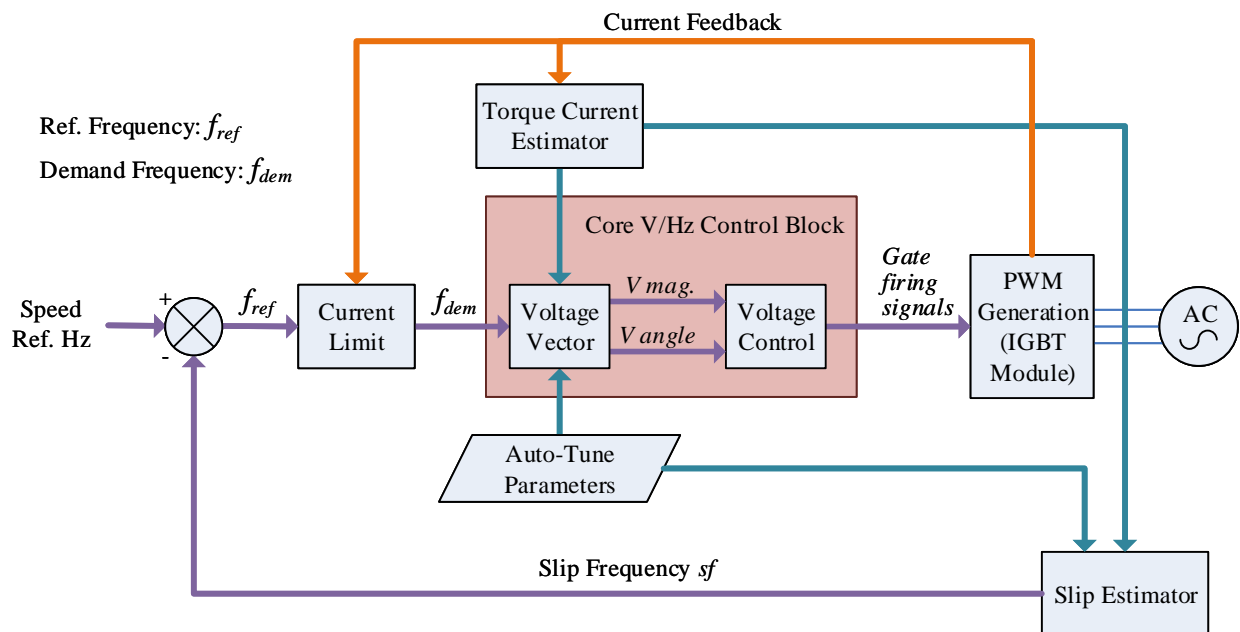 Current Feedback
Torque Current
Estimator
Ref. Frequency: fref
Demand Frequency: fdem
Core V/Hz Control Block
Speed
Ref. Hz
+
-
fref
Current
Limit
fdem
Voltage
Vector
V mag.
V angle
Voltage
Control
Gate
firing
signals
PWM
Generation
(IGBT
Module)
AC
Auto-Tune
Parameters
Slip Frequency sf
Slip Estimator